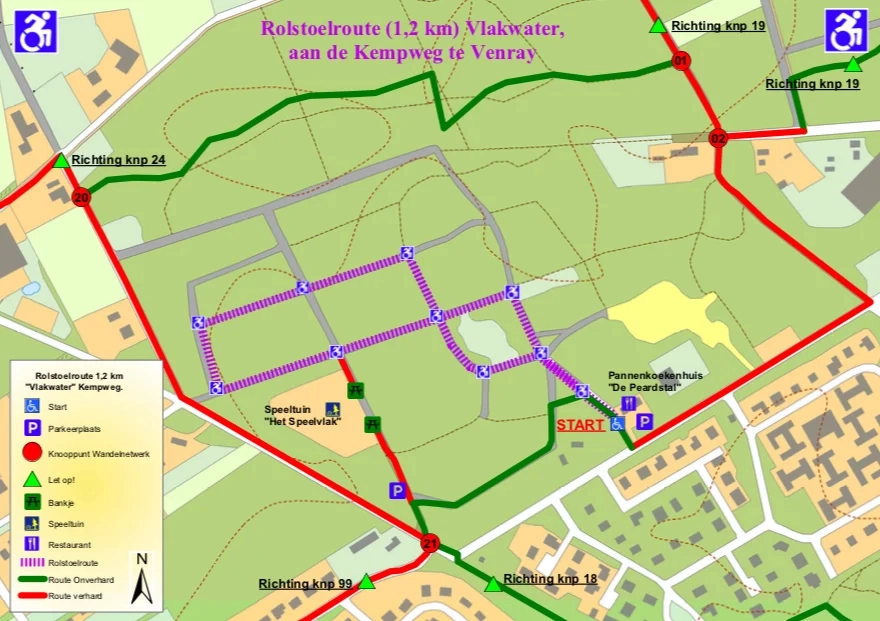 Rolstoelroute (1,2 km) Vlakwater,
aan de Kempweg te Venray
Richting knp 19
01
Richting knp 19
02
Richting knp 24
20
Rolstoelroute 1,2 km
"Vlakwater" Kempweg.
Start
P Parkeerplaats
Knooppunt Wandelnetwerk
Let op!
Bankje
Speeltuin
Restaurant
Rolstoelroute
Route Onverhard
Route verhard
N
Speeltuin
"Het Speelvlak"
Pannenkoekenhuis
"De Peardstal"
P
START
P
21
Richting knp 99
Richting knp 18